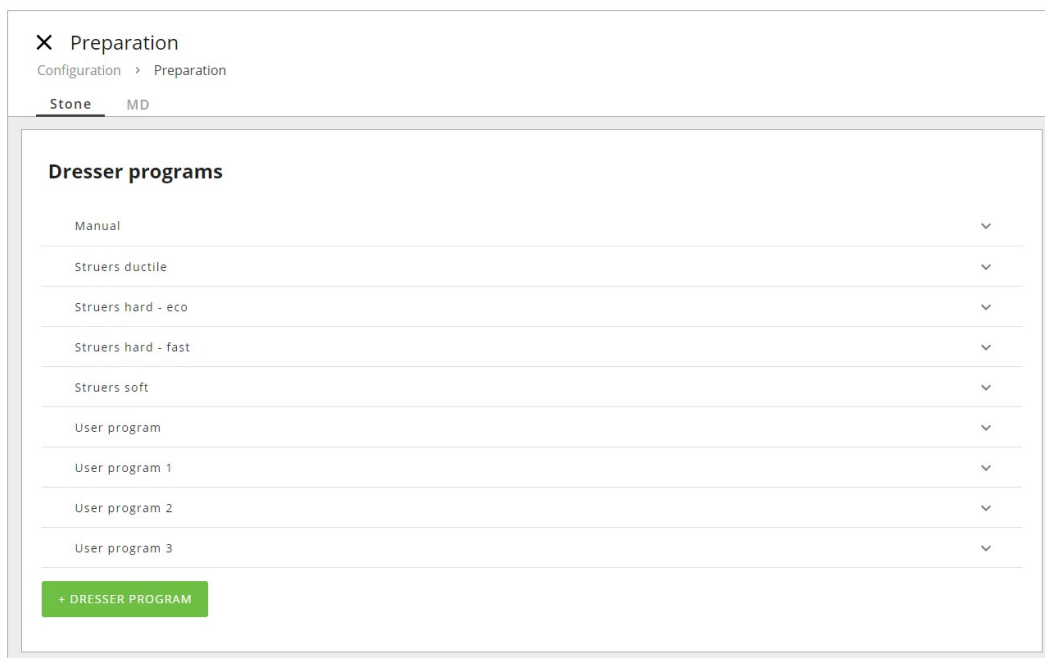 Preparation
Configuration > Preparation
Stone MD
Dresser programs
Manual
Struers ductile
Struers hard - eco
Struers hard - fast
Struers soft
User program
User program 1
User program 2
User program 3
+ DRESSER PROGRAM